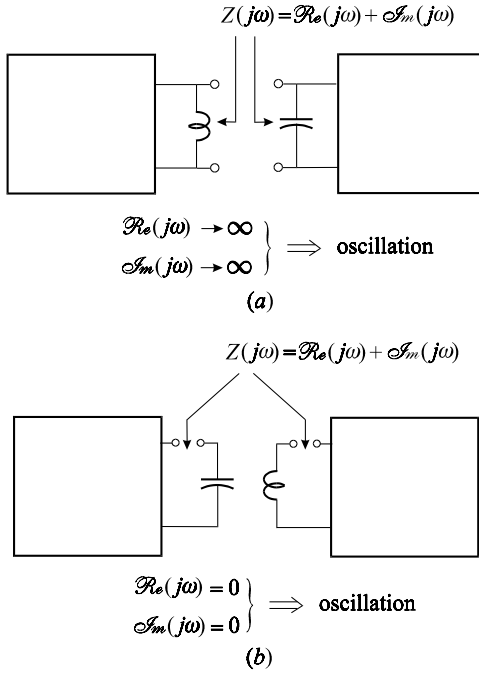 Z(jω)=ℛe(jω)+ℐm(jω)
ℛe(jω) → ∞
ℐm(jω) → ∞
⟹ oscillation
(a)
Z(jω)=ℛe(jω)+ℐm(jω)
ℛe(jω) = 0
ℐm(jω) = 0
⟹ oscillation
(b)